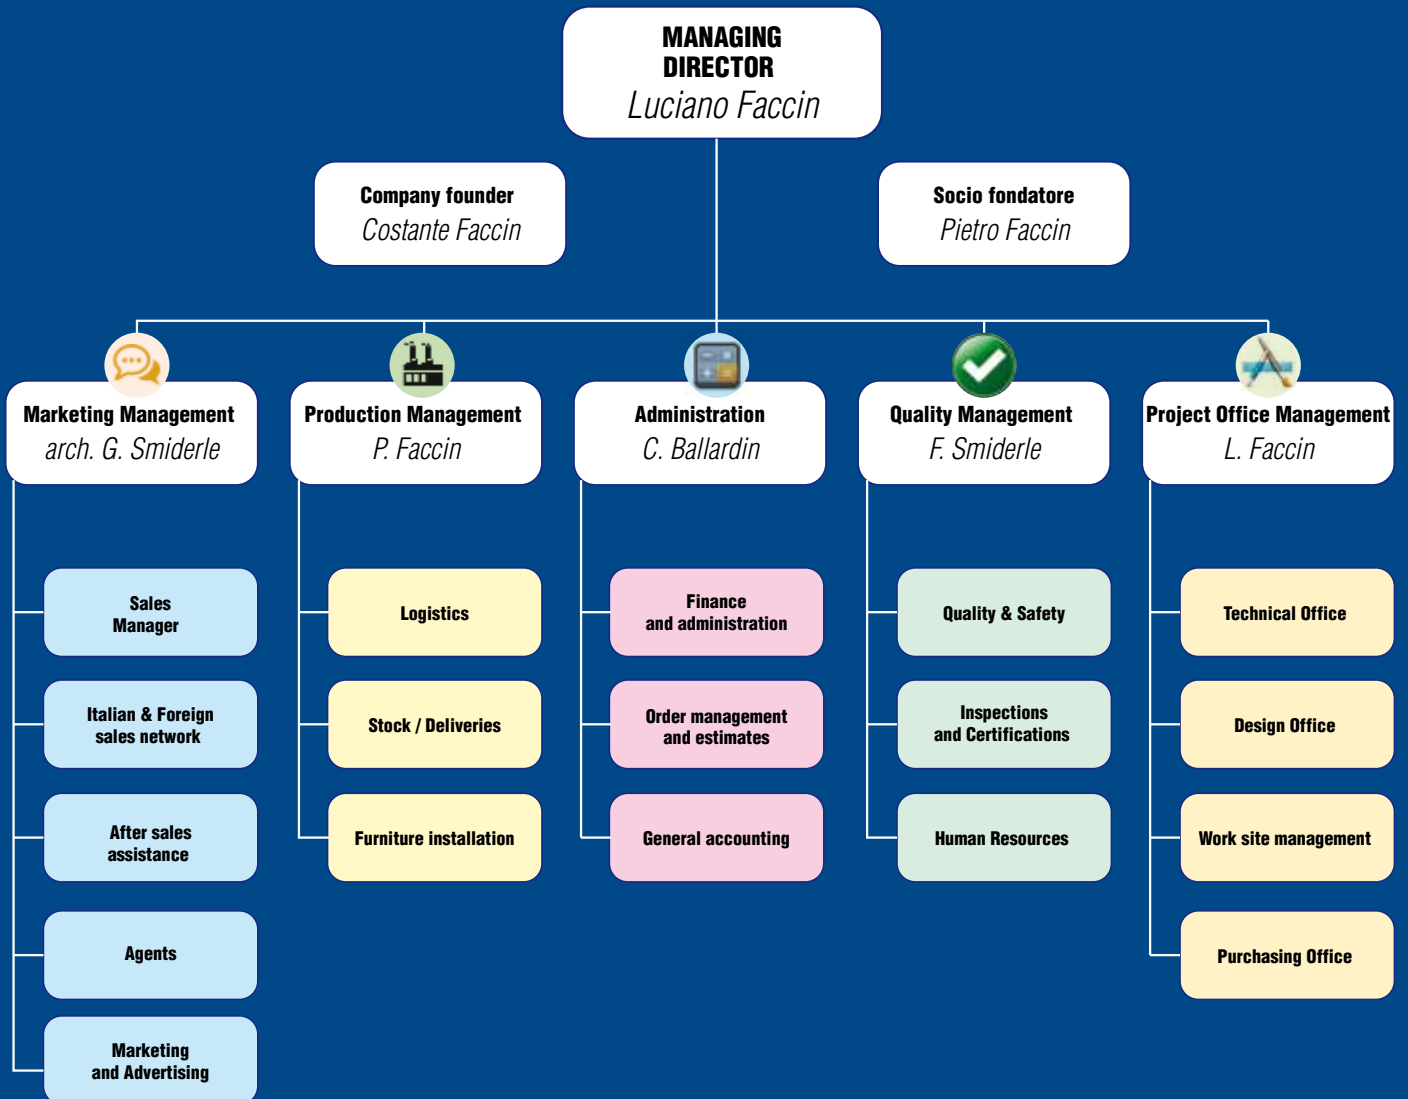 MANAGING
DIRECTOR
Luciano Faccin
Company founder
Costante Faccin
Socio fondatore
Pietro Faccin
Marketing Management
arch. G. Smiderle
Production Management
P. Faccin
Administration
C. Ballardin
Quality Management
F. Smiderle
Project Office Management
L. Faccin
Sales
Manager
Italian & Foreign
sales network
After sales
assistance
Agents
Marketing
and Advertising
Logistics
Stock / Deliveries
Furniture installation
Finance
and administration
Order management
and estimates
General accounting
Quality & Safety
Inspections
and Certifications
Human Resources
Technical Office
Design Office
Work site management
Purchasing Office